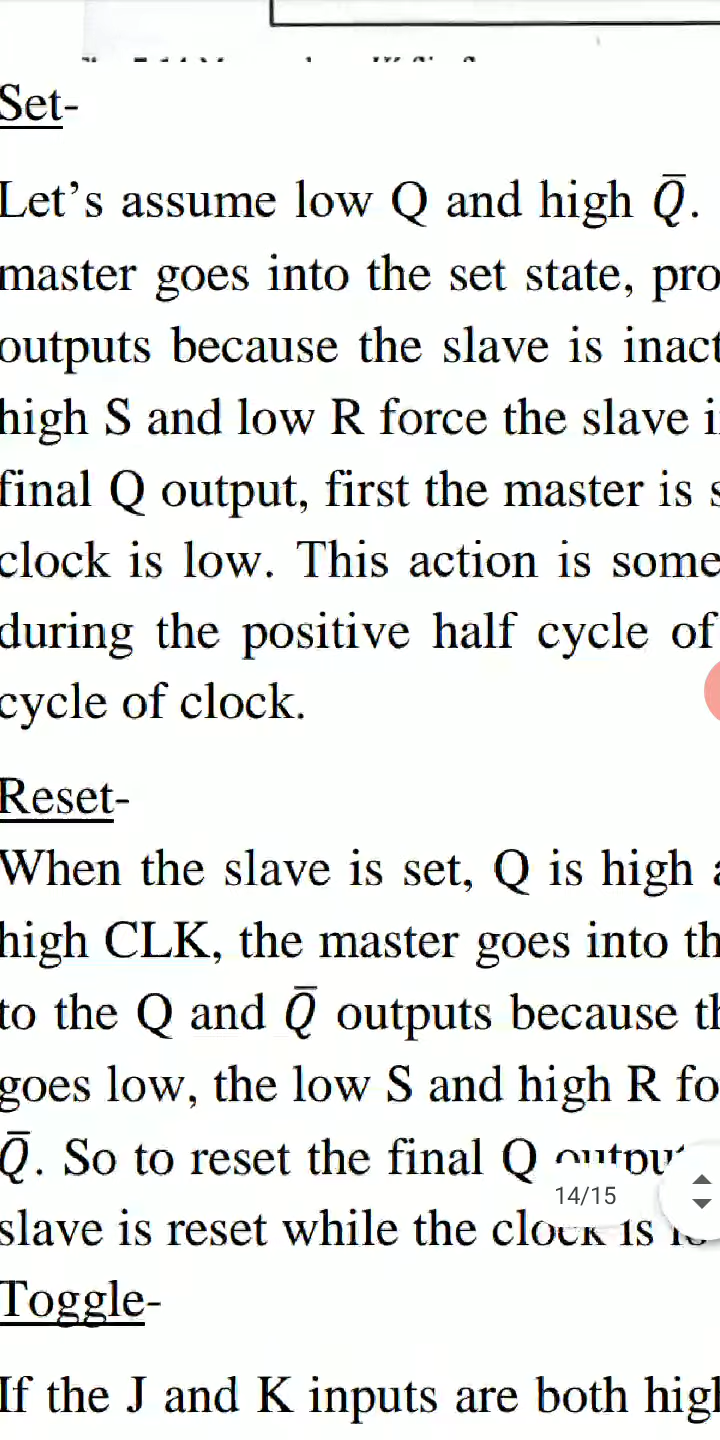 Set-
Let’s assume low Q and high Q̅.
master goes into the set state, pro
outputs because the slave is inact
high S and low R force the slave i
final Q output, first the master is s
clock is low. This action is some
during the positive half cycle of
cycle of clock.
Reset-
When the slave is set, Q is high a
high CLK, the master goes into th
to the Q and Q̅ outputs because th
goes low, the low S and high R fo
Q̅. So to reset the final Q output
14/15
slave is reset while the clock is lo
Toggle-
If the J and K inputs are both high